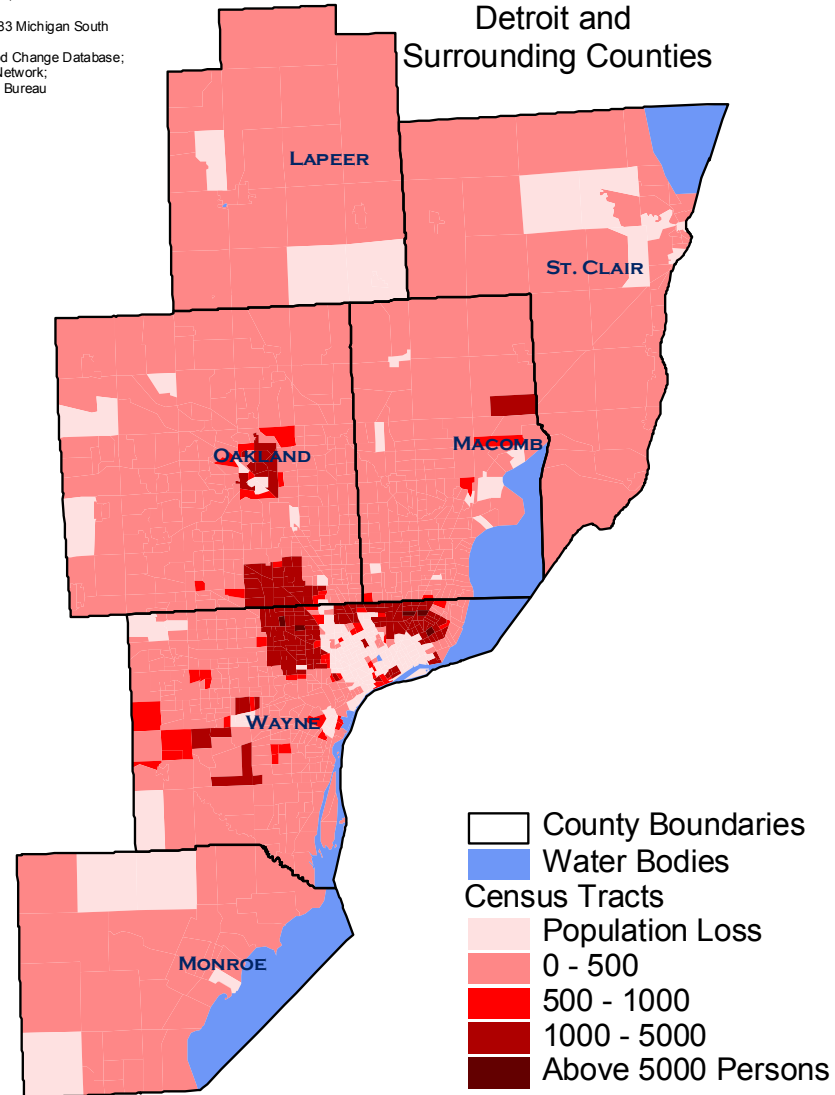 33 Michigan South
d Change Database;
Network;
Bureau
Detroit and
Surrounding Counties
LAPEER
ST. CLAIR
OAKLAND
MACOMB
WAYNE
MONROE
County Boundaries
Water Bodies
Census Tracts
Population Loss
0 - 500
500 - 1000
1000 - 5000
Above 5000 Persons